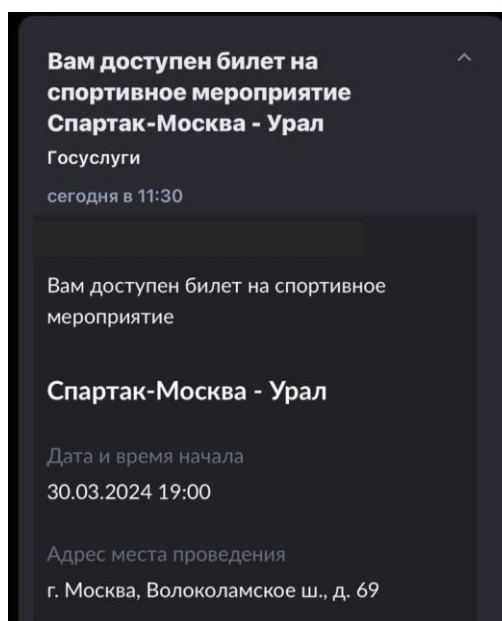 Вам доступен билет на
спортивное мероприятие
Спартак-Москва - Урал
Госуслуги
сегодня в 11:30
Вам доступен билет на спортивное
мероприятие
Спартак-Москва - Урал
Дата и время начала
30.03.2024 19:00
Адрес места проведения
г. Москва, Волоколамское ш., д. 69